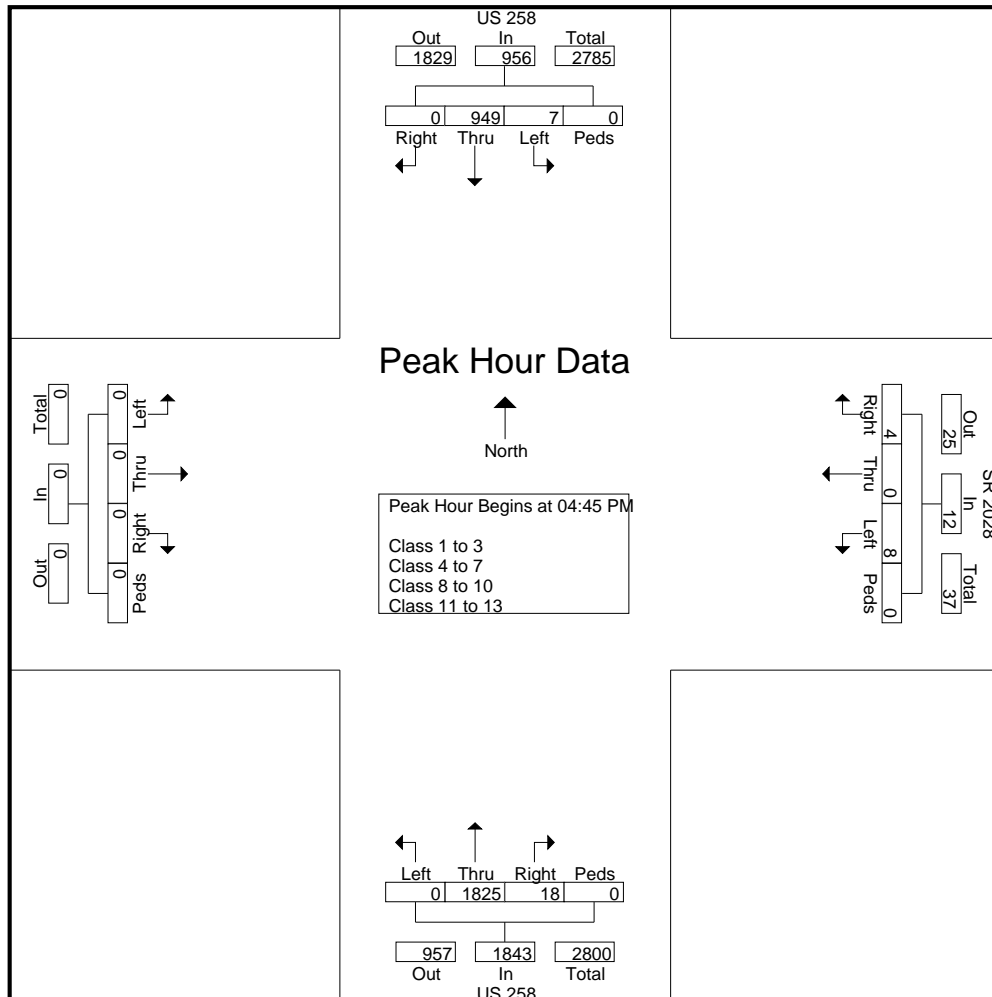 US 258
Out In Total
1829 956 2785
0 949 7 0
Right Thru Left Peds
Peak Hour Data
North
Peak Hour Begins at 04:45 PM
Class 1 to 3
Class 4 to 7
Class 8 to 10
Class 11 to 13
Total In Out
0 0 0
0 0 0 0
Left Thru Right Peds
SR 2028
Out In Total
25 12 37
4 0 8 0
Right Thru Left Peds
Left Thru Right Peds
0 1825 18 0
957 1843 2800
Out In Total
US 258